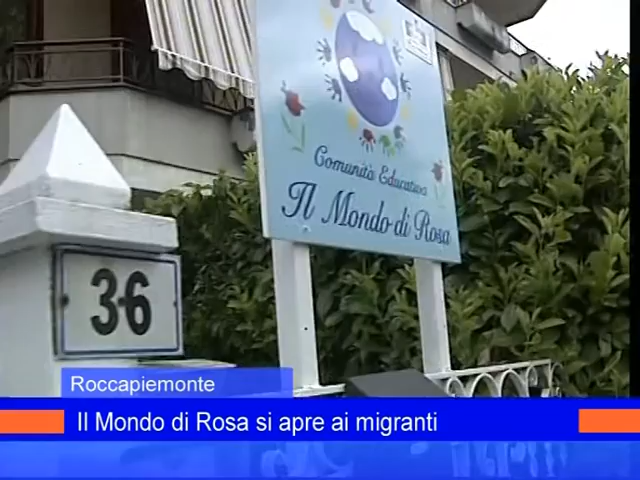 Comunità Educativa
Il Mondo di Rosa
36
Roccapiemonte
Il Mondo di Rosa si apre ai migranti